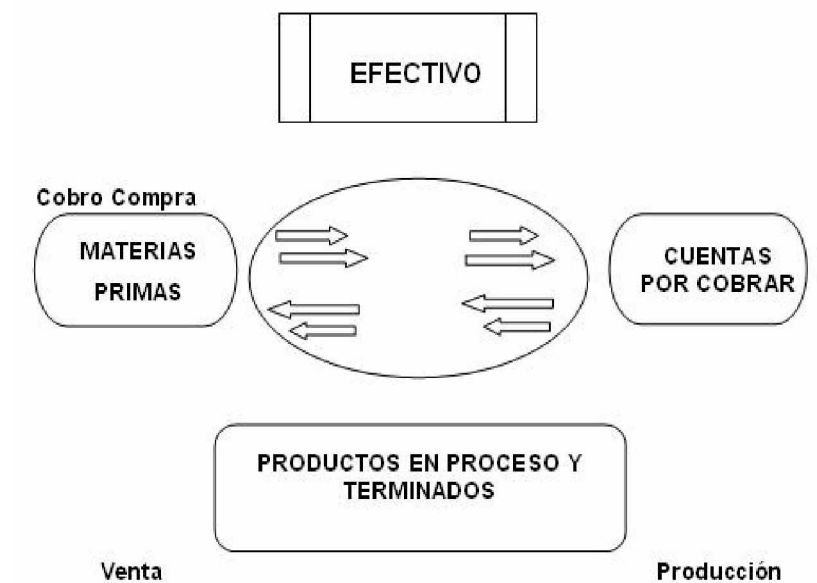 EFECTIVO
Cobro Compra
MATERIAS
PRIMAS
CUENTAS
POR COBRAR
PRODUCTOS EN PROCESO Y
TERMINADOS
Venta
Producción